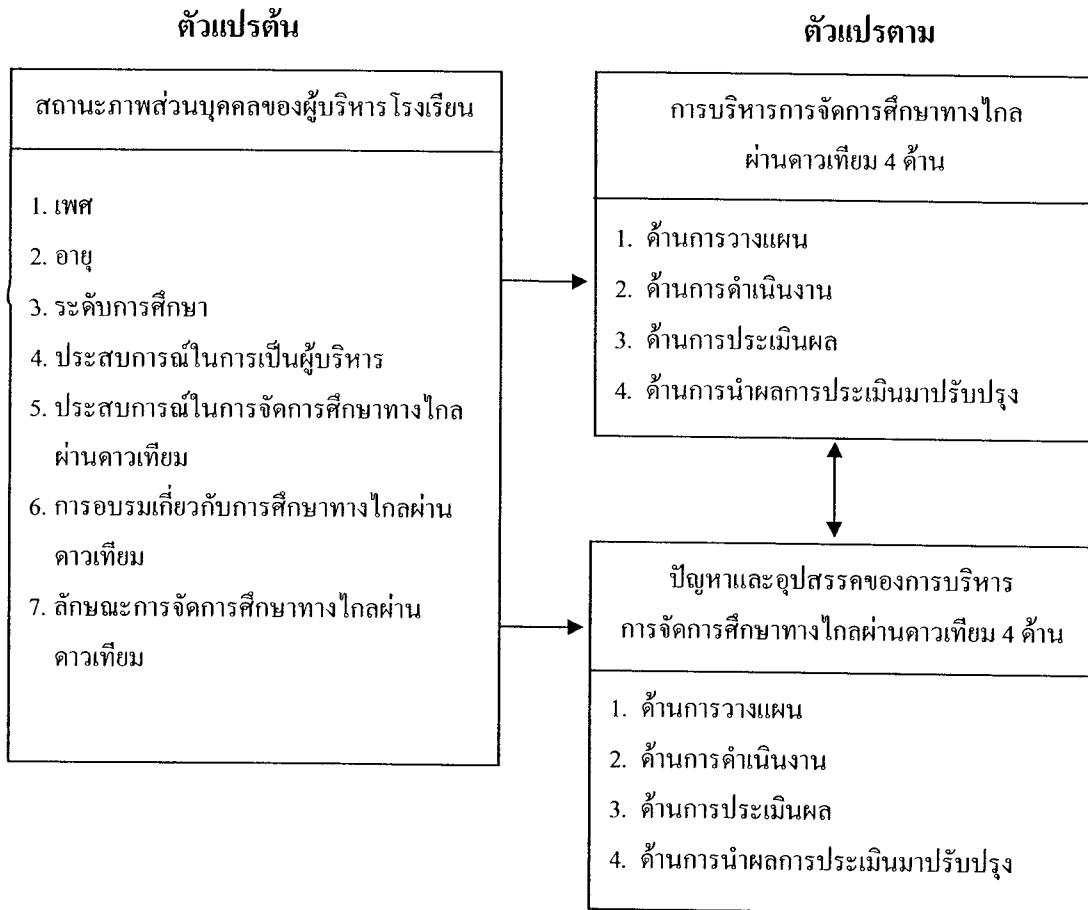 ตัวแปรต้น
สถานะภาพส่วนบุคคลของผู้บริหารโรงเรียน
1. เพศ
2. อายุ
3. ระดับการศึกษา
4. ประสบการณ์ในการเป็นผู้บริหาร
5. ประสบการณ์ในการจัดการศึกษาทางไกล
ผ่านดาวเทียม
6. การอบรมเกี่ยวกับการศึกษาทางไกลผ่าน
ดาวเทียม
7. ลักษณะการจัดการศึกษาทางไกลผ่าน
ดาวเทียม
ตัวแปรตาม
การบริหารการจัดการศึกษาทางไกล
ผ่านดาวเทียม 4 ด้าน
1. ด้านการวางแผน
2. ด้านการดำเนินงาน
3. ด้านการประเมินผล
4. ด้านการนำผลการประเมินมาปรับปรุง
ปัญหาและอุปสรรคของการบริหาร
การจัดการศึกษาทางไกลผ่านดาวเทียม 4 ด้าน
1. ด้านการวางแผน
2. ด้านการดำเนินงาน
3. ด้านการประเมินผล
4. ด้านการนำผลการประเมินมาปรับปรุง